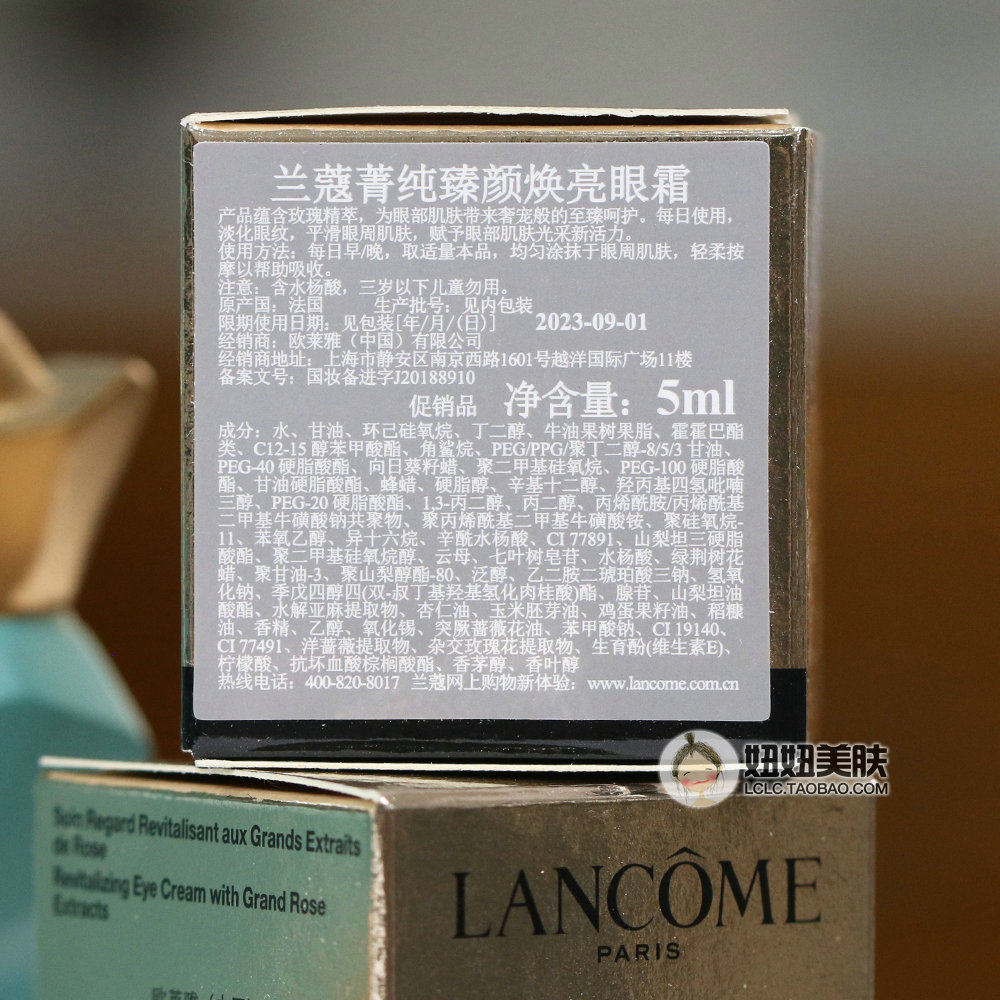 兰蔻菁纯臻颜焕亮眼霜
产品蕴含玫瑰精萃，为眼部肌肤带来奢宠般的至臻呵护。每日使用，
淡化眼纹，平滑眼周肌肤，赋予眼部肌肤光采新活力。
使用方法：每日早/晚，取适量本品，均匀涂抹于眼周肌肤，轻柔按
摩以帮助吸收。
注意：含水杨酸，三岁以下儿童勿用。
原产国：法国 生产批号：见内包装
限期使用日期：见包装[年/月/(日)] 2023-09-01
经销商：欧莱雅（中国）有限公司
经销商地址：上海市静安区南京西路1601号越洋国际广场11楼
备案文号：国妆备进字J20188910
促销品 净含量：5ml
成分：水、甘油、环己硅氧烷、丁二醇、牛油果树果脂、霍霍巴酯
类、C12-15 醇苯甲酸酯、角鲨烷、PEG/PPG/聚丁二醇-8/5/3 甘油、
PEG-40 硬脂酸酯、向日葵籽蜡、聚二甲基硅氧烷、PEG-100 硬脂酸
酯、甘油硬脂酸酯、蜂蜡、硬脂醇、辛基十二醇、羟丙基四氢吡喃
三醇、PEG-20 硬脂酸酯、1,3-丙二醇、丙二醇、丙烯酰胺/丙烯酰基
二甲基牛磺酸钠共聚物、聚丙烯酰基二甲基牛磺酸铵、聚硅氧烷-
11、苯氧乙醇、异十六烷、辛酰水杨酸、CI 77891、山梨坦三硬脂
酸酯、聚二甲基硅氧烷醇、云母、七叶树皂苷、水杨酸、绿荆树花
蜡、聚甘油-3、聚山梨醇酯-80、泛醇、乙二胺二琥珀酸三钠、氢氧
化钠、季戊四醇四(双-叔丁基羟基氢化肉桂酸)酯、腺苷、山梨坦油
酸酯、水解亚麻提取物、杏仁油、玉米胚芽油、鸡蛋果籽油、稻糠
油、香精、乙醇、氧化锡、突厥蔷薇花油、苯甲酸钠、CI 19140、
CI 77491、洋蔷薇提取物、杂交玫瑰花提取物、生育酚(维生素E)、
柠檬酸、抗坏血酸棕榈酸酯、香茅醇、香叶醇
热线电话：400-820-8017 兰蔻网上购物新体验：www.lancome.com.cn
妞妞美肤
LCLC.TAOBAO.COM
Soin Regard Revitalisant aux Grands Extraits
de Rose
Revitalizing Eye Cream with Grand Rose
Extracts
LANCÔME
PARIS